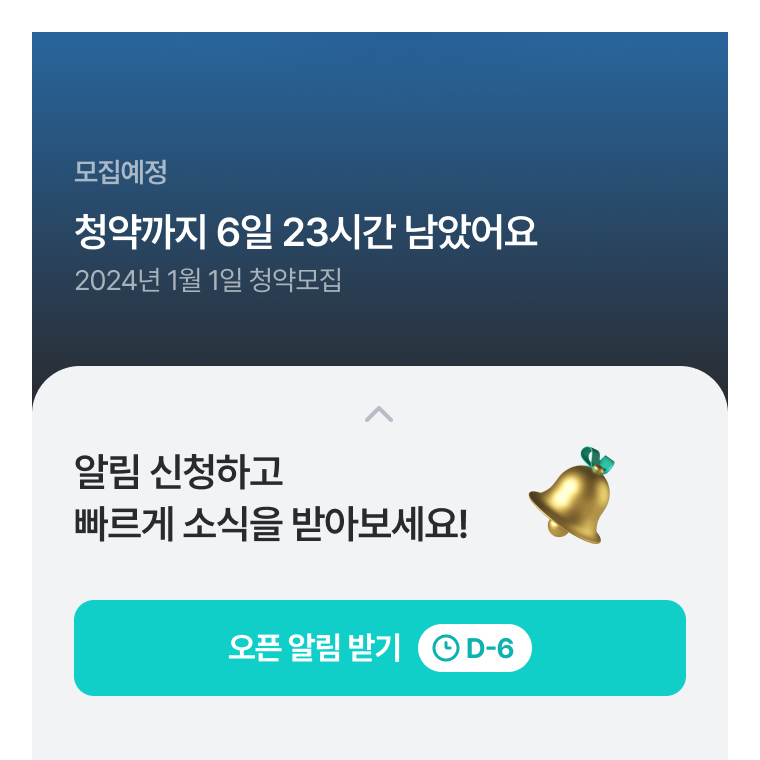 모집예정
청약까지 6일 23시간 남았어요
2024년 1월 1일 청약모집
알림 신청하고
빠르게 소식을 받아보세요!
오픈 알림 받기 D-6